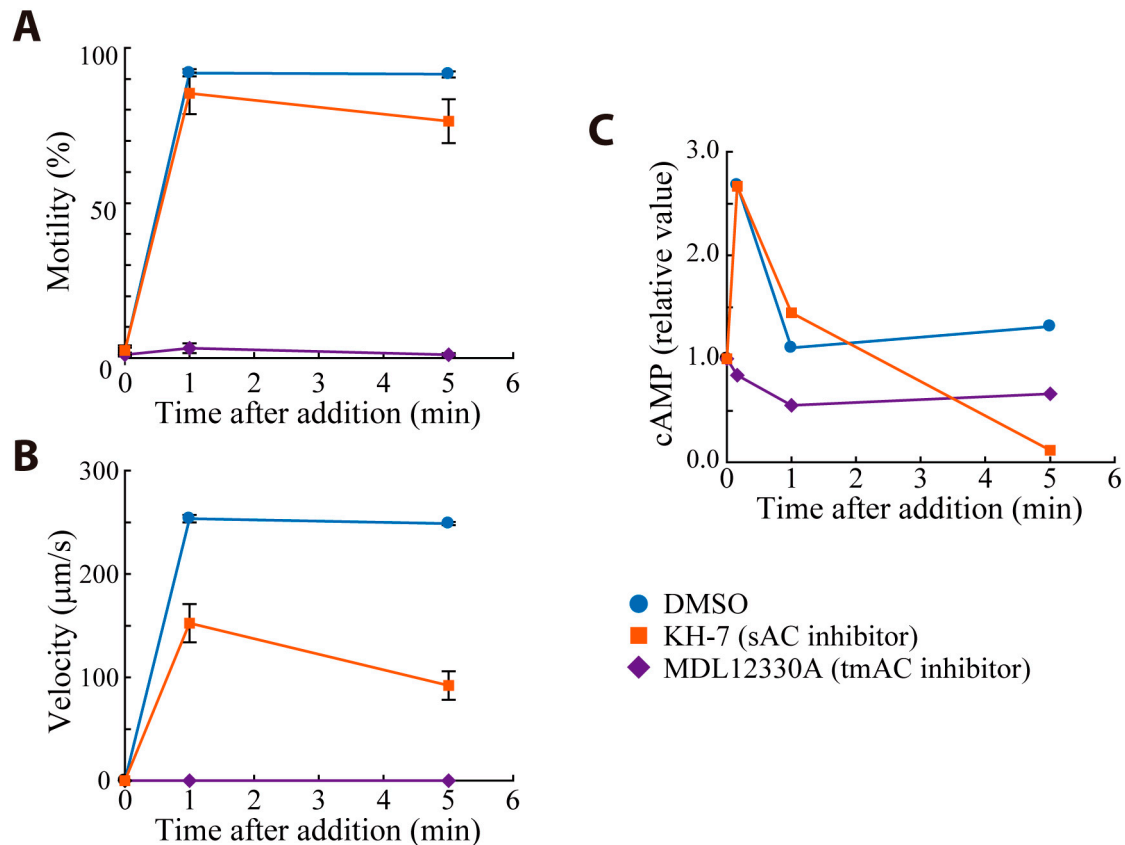 A
Motility (%)
100
50
0
0 1 2 3 4 5 6
Time after addition (min)
B
Velocity (μm/s)
300
200
100
0
0 1 2 3 4 5 6
Time after addition (min)
C
cAMP (relative value)
3.0
2.0
1.0
0.0
0 1 2 3 4 5 6
Time after addition (min)
DMSO
KH-7 (sAC inhibitor)
MDL12330A (tmAC inhibitor)